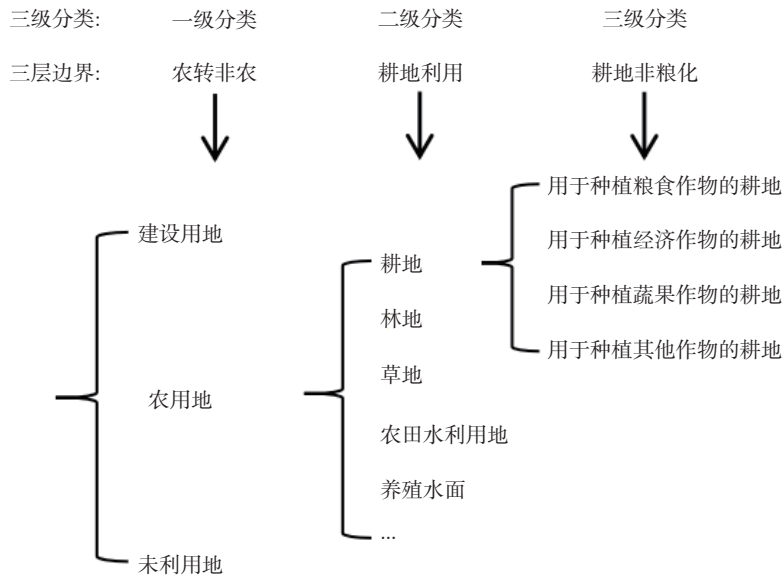 三级分类: 一级分类 二级分类 三级分类
三层边界: 农转非农 耕地利用 耕地非粮化
建设用地
农用地
未利用地
耕地
林地
草地
农田水利用地
养殖水面
...
用于种植粮食作物的耕地
用于种植经济作物的耕地
用于种植蔬果作物的耕地
用于种植其他作物的耕地